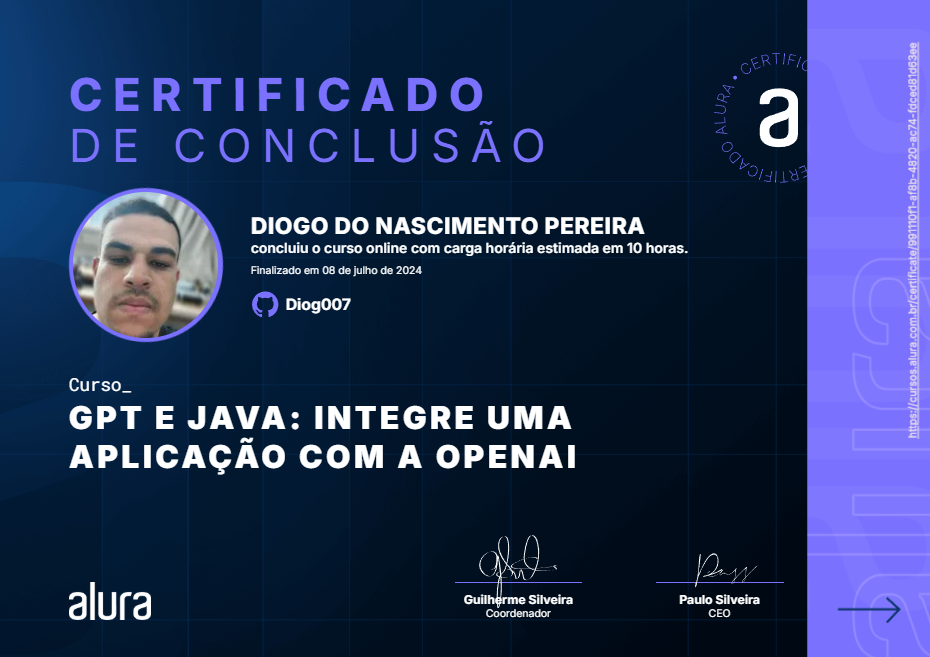 CERTIFICADO
DE CONCLUSÃO
CERTIFICADO ALURA • CERTIFIC
a
DIOGO DO NASCIMENTO PEREIRA
concluiu o curso online com carga horária estimada em 10 horas.
Finalizado em 08 de julho de 2024
Diog007
Curso_
GPT E JAVA: INTEGRE UMA
APLICAÇÃO COM A OPENAI
alura
Guilherme Silveira
Coordenador
Paulo Silveira
CEO
alura